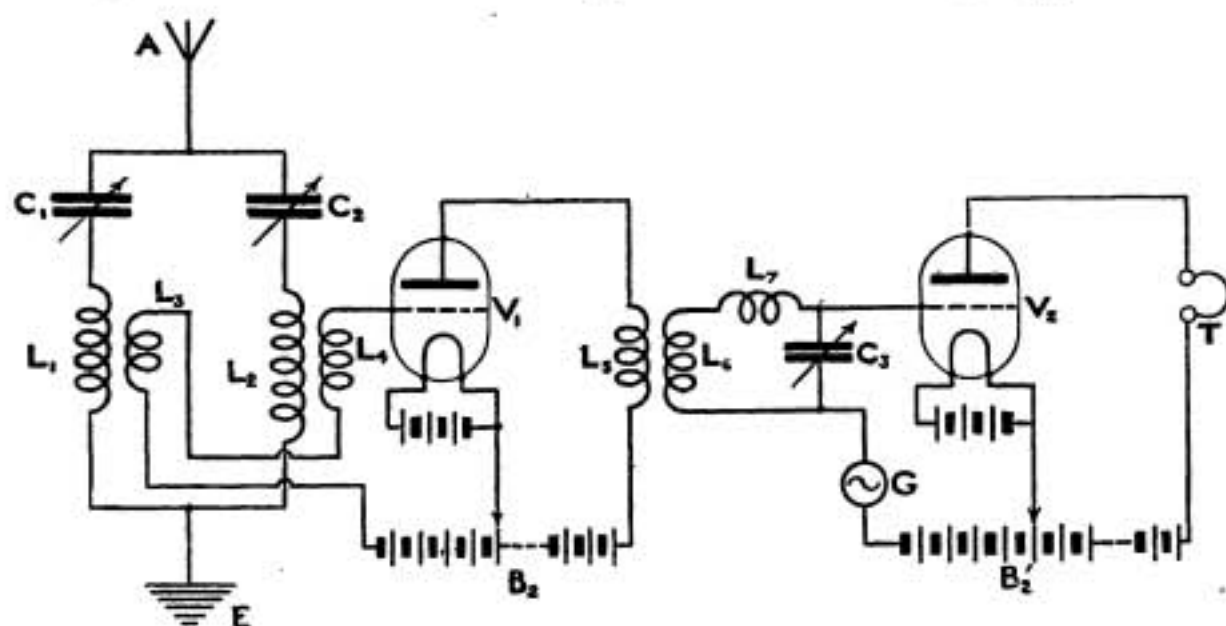 A
C₁
C₂
L₃
L₁
L₂
L₄
V₁
L₇
L₅
L₆
C₃
V₂
T
G
B₂
B₂′
E